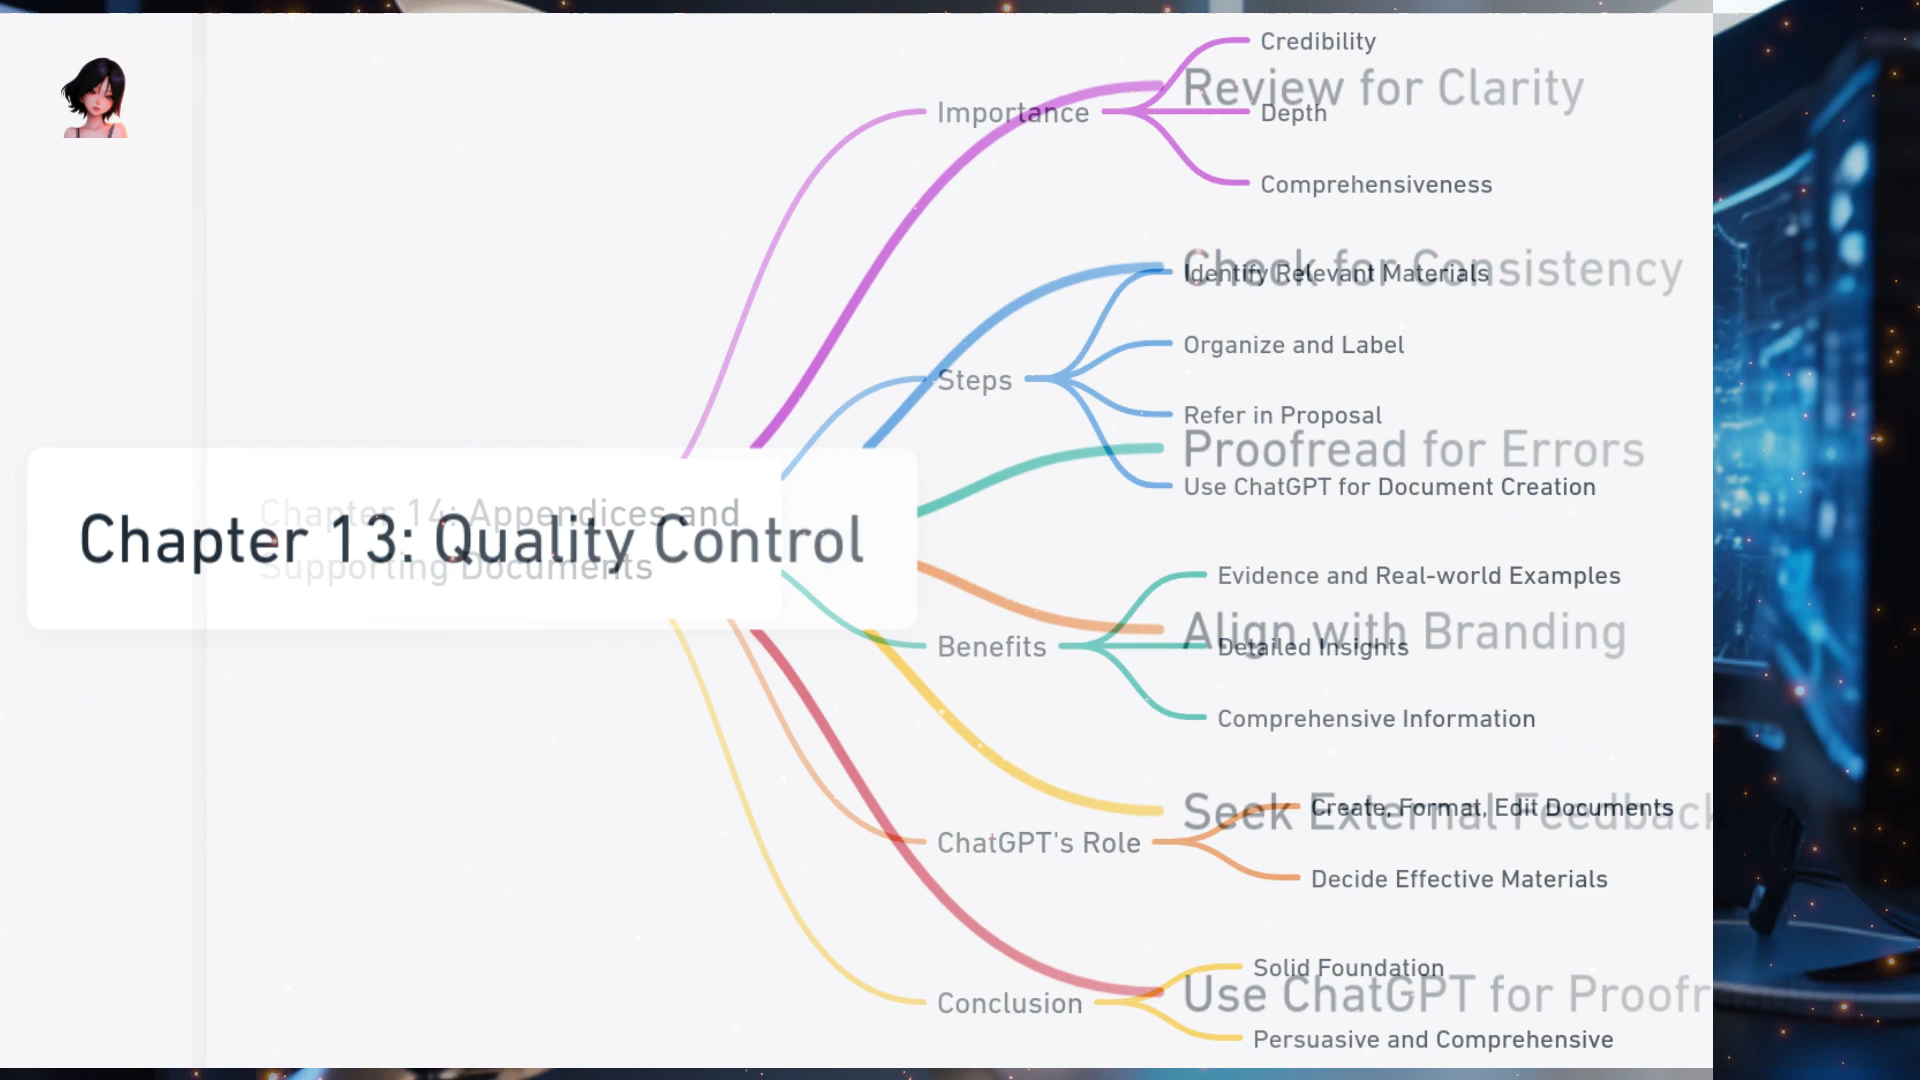 Chapter 13: Quality Control
Review for Clarity
Check for Consistency
Proofread for Errors
Align with Branding
Seek External Feedback
Use ChatGPT for Proofr
Chapter 14: Appendices and
Supporting Documents
Importance
Credibility
Depth
Comprehensiveness
Steps
Identify Relevant Materials
Organize and Label
Refer in Proposal
Use ChatGPT for Document Creation
Benefits
Evidence and Real-world Examples
Detailed Insights
Comprehensive Information
ChatGPT's Role
Create, Format, Edit Documents
Decide Effective Materials
Conclusion
Solid Foundation
Persuasive and Comprehensive